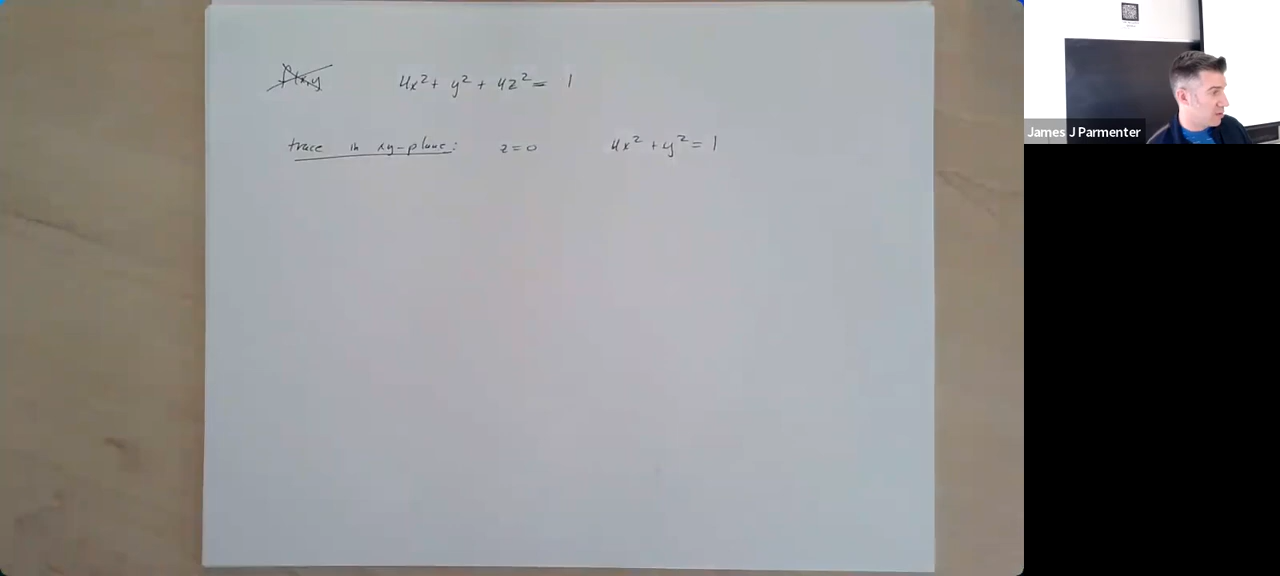 f(x,y 4x² + y² + 4z² = 1
trace in xy-plane: z=0 4x² + y² = 1
James J Parmenter